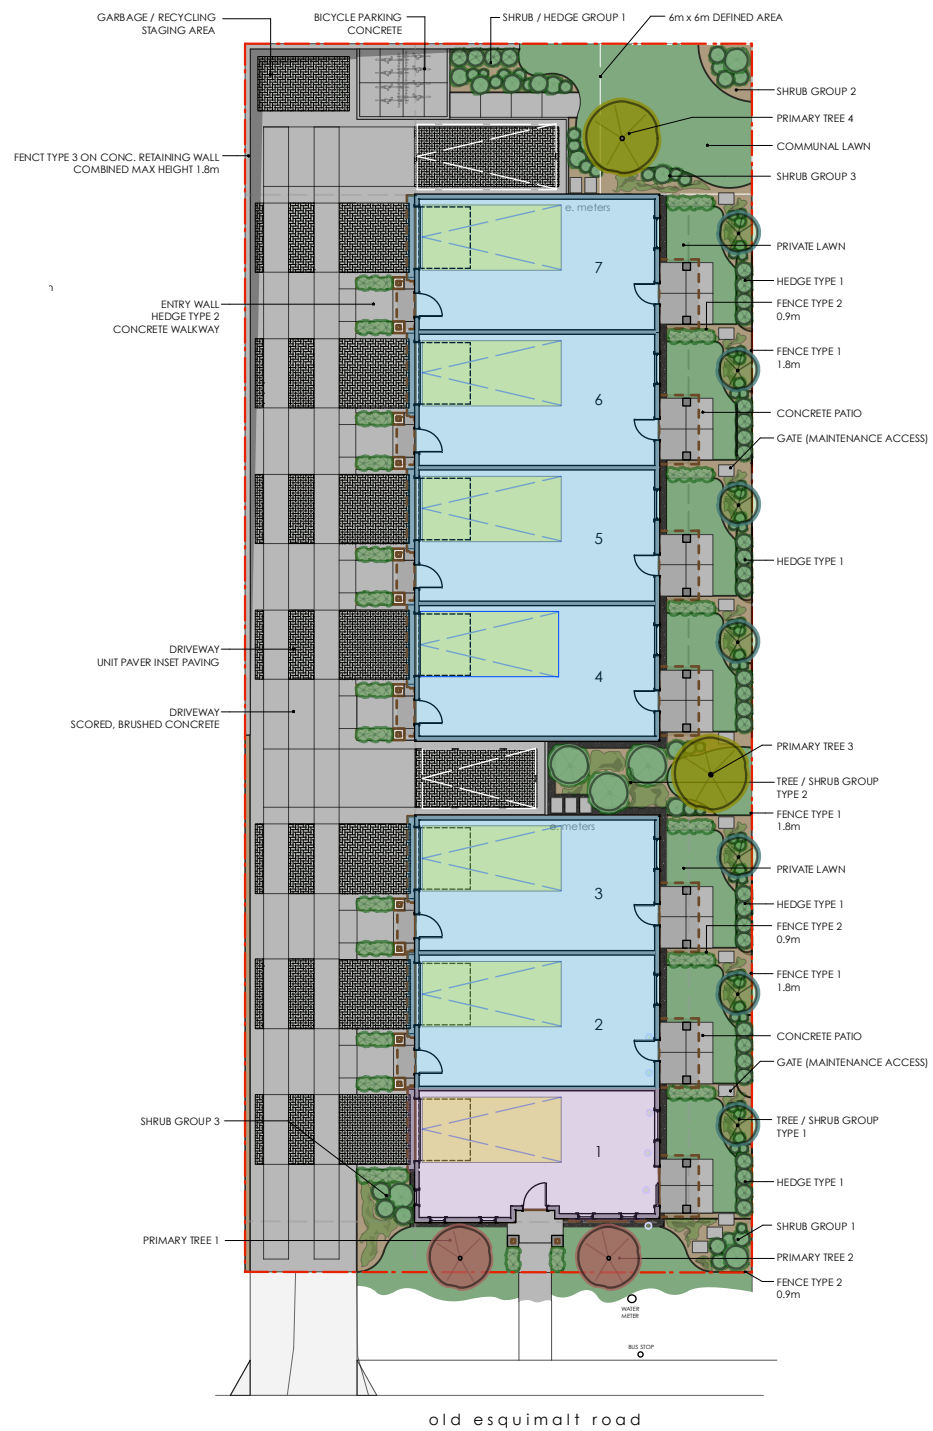 GARBAGE / RECYCLING
STAGING AREA
BICYCLE PARKING
CONCRETE
SHRUB / HEDGE GROUP 1
6m x 6m DEFINED AREA
SHRUB GROUP 2
PRIMARY TREE 4
COMMUNAL LAWN
FENCT TYPE 3 ON CONC. RETAINING WALL
COMBINED MAX HEIGHT 1.8m
SHRUB GROUP 3
e. meters
PRIVATE LAWN
7
HEDGE TYPE 1
n
ENTRY WALL
HEDGE TYPE 2
CONCRETE WALKWAY
FENCE TYPE 2
0.9m
FENCE TYPE 1
1.8m
6
CONCRETE PATIO
GATE (MAINTENANCE ACCESS)
5
HEDGE TYPE 1
DRIVEWAY
UNIT PAVER INSET PAVING
4
DRIVEWAY
SCORED, BRUSHED CONCRETE
PRIMARY TREE 3
TREE / SHRUB GROUP
TYPE 2
FENCE TYPE 1
1.8m
e. meters
PRIVATE LAWN
3
HEDGE TYPE 1
FENCE TYPE 2
0.9m
FENCE TYPE 1
1.8m
2
CONCRETE PATIO
GATE (MAINTENANCE ACCESS)
SHRUB GROUP 3
TREE / SHRUB GROUP
TYPE 1
1
HEDGE TYPE 1
SHRUB GROUP 1
PRIMARY TREE 1
PRIMARY TREE 2
FENCE TYPE 2
0.9m
WATER
METER
BUS STOP
old esquimalt road